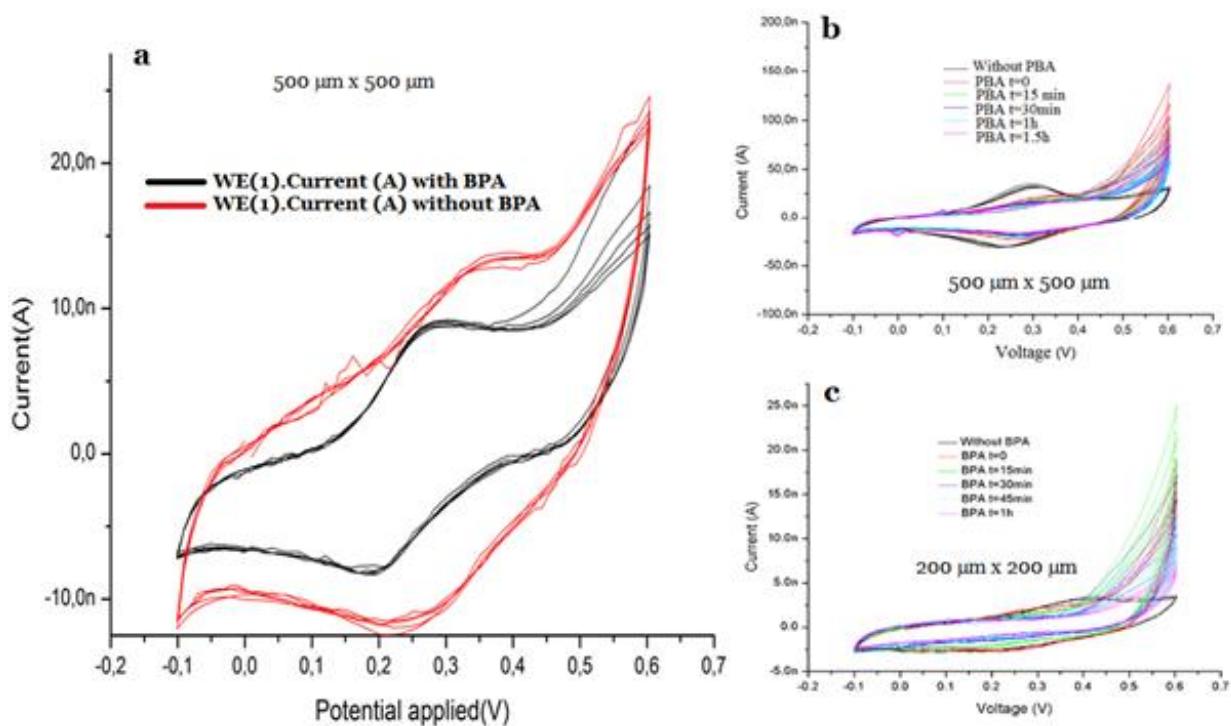 a
500 µm x 500 µm
WE(1).Current (A) with BPA
WE(1).Current (A) without BPA
20,0n
10,0n
0,0
-10,0n
Current(A)
-0,2 -0,1 0,0 0,1 0,2 0,3 0,4 0,5 0,6 0,7
Potential applied(V)
b
200.0n
150.0n
100.0n
50.0n
0.0
-50.0n
-100.0n
Current (A)
Without PBA
PBA t=0
PBA t=15 min
PBA t=30min
PBA t=1h
PBA t=1.5h
500 µm x 500 µm
-0.2 -0.1 0.0 0.1 0.2 0.3 0.4 0.5 0.6 0.7
Voltage (V)
c
25.0n
20.0n
15.0n
10.0n
5.0n
0.0
-5.0n
Current (A)
Without BPA
BPA t=0
BPA t=15min
BPA t=30min
BPA t=45min
BPA t=1h
200 µm x 200 µm
-0.2 -0.1 0.0 0.1 0.2 0.3 0.4 0.5 0.6 0.7
Voltage (V)